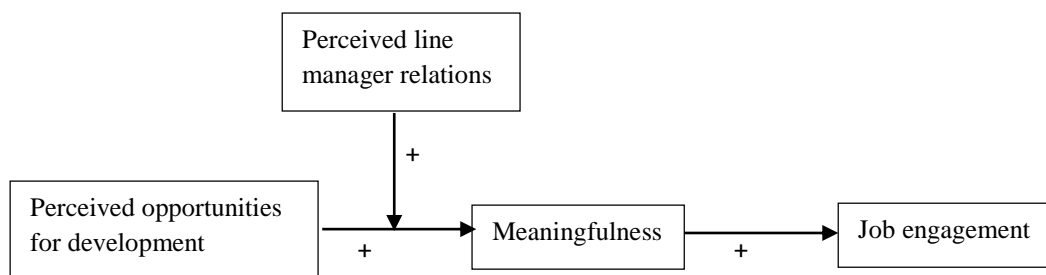 Perceived line
manager relations
+
Perceived opportunities
for development
+
Meaningfulness
+
Job engagement